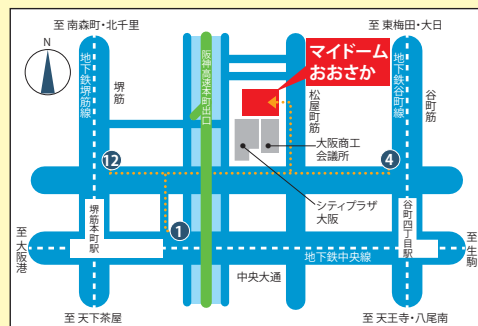 至 南森町・北千里
至 東梅田・大日
N
地下鉄堺筋線
堺筋
阪神高速本町出口
マイドーム
おおさか
松屋町筋
地下鉄谷町線
谷町筋
大阪商工
会議所
12
4
シティプラザ
大阪
1
堺筋本町駅
谷町四丁目駅
至大阪港
至生駒
地下鉄中央線
中央大通
至 天下茶屋
至 天王寺・八尾南